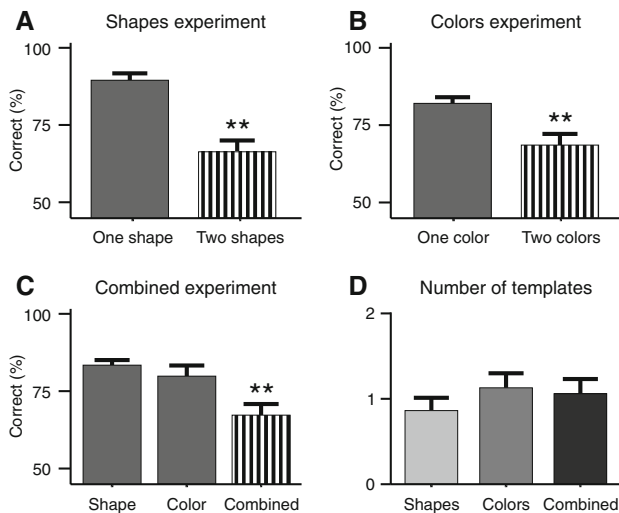 A Shapes experiment
100
75
50
Correct (%)
**
One shape Two shapes
B Colors experiment
100
75
50
Correct (%)
**
One color Two colors
C Combined experiment
100
75
50
Correct (%)
**
Shape Color Combined
D Number of templates
2
1
0
Shapes Colors Combined